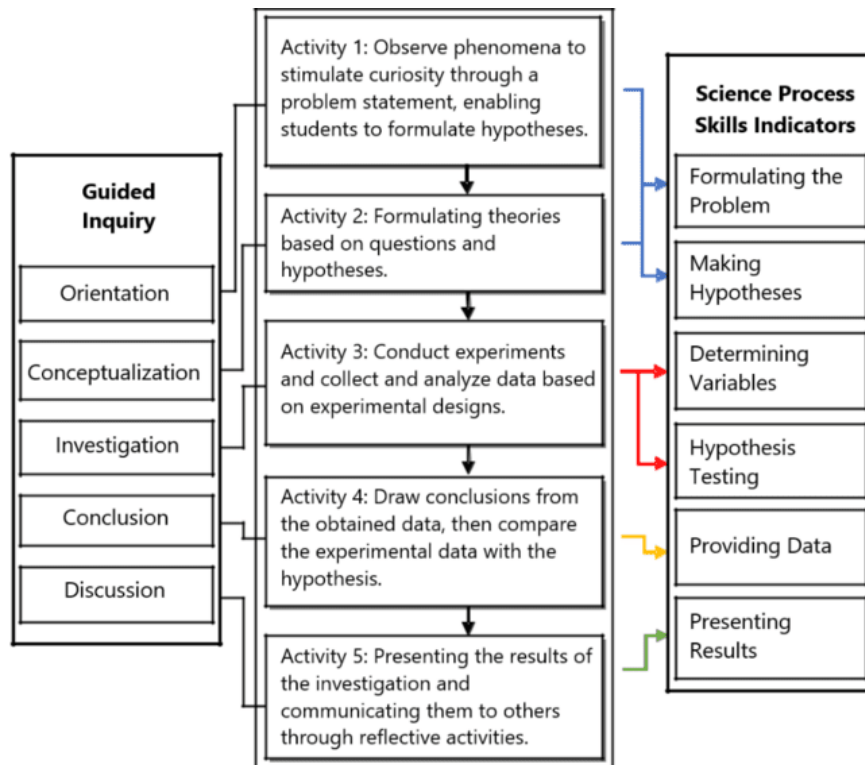 Guided
Inquiry
Orientation
Conceptualization
Investigation
Conclusion
Discussion
Activity 1: Observe phenomena to
stimulate curiosity through a
problem statement, enabling
students to formulate hypotheses.
Activity 2: Formulating theories
based on questions and
hypotheses.
Activity 3: Conduct experiments
and collect and analyze data based
on experimental designs.
Activity 4: Draw conclusions from
the obtained data, then compare
the experimental data with the
hypothesis.
Activity 5: Presenting the results of
the investigation and
communicating them to others
through reflective activities.
Science Process
Skills Indicators
Formulating the
Problem
Making
Hypotheses
Determining
Variables
Hypothesis
Testing
Providing Data
Presenting
Results